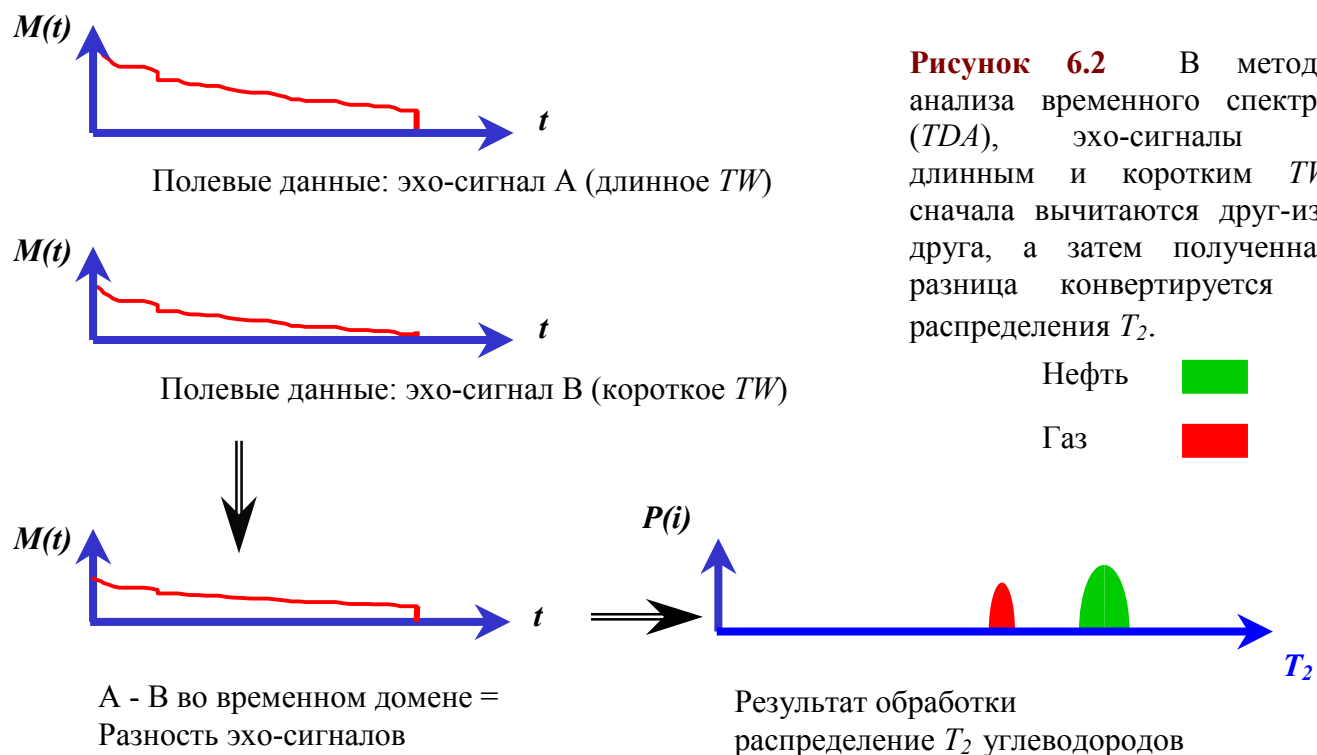 M(t)
t
Полевые данные: эхо-сигнал А (длинное TW)
M(t)
t
Полевые данные: эхо-сигнал В (короткое TW)
Рисунок 6.2 В метод
анализа временного спектр
(TDA), эхо-сигналы
длинным и коротким TW
сначала вычитаются друг-из
друга, а затем полученна
разница конвертируется
распределения T₂.
Нефть
Газ
M(t)
t
А - В во временном домене =
Разность эхо-сигналов
P(i)
T₂
Результат обработки
распределение T₂ углеводородов